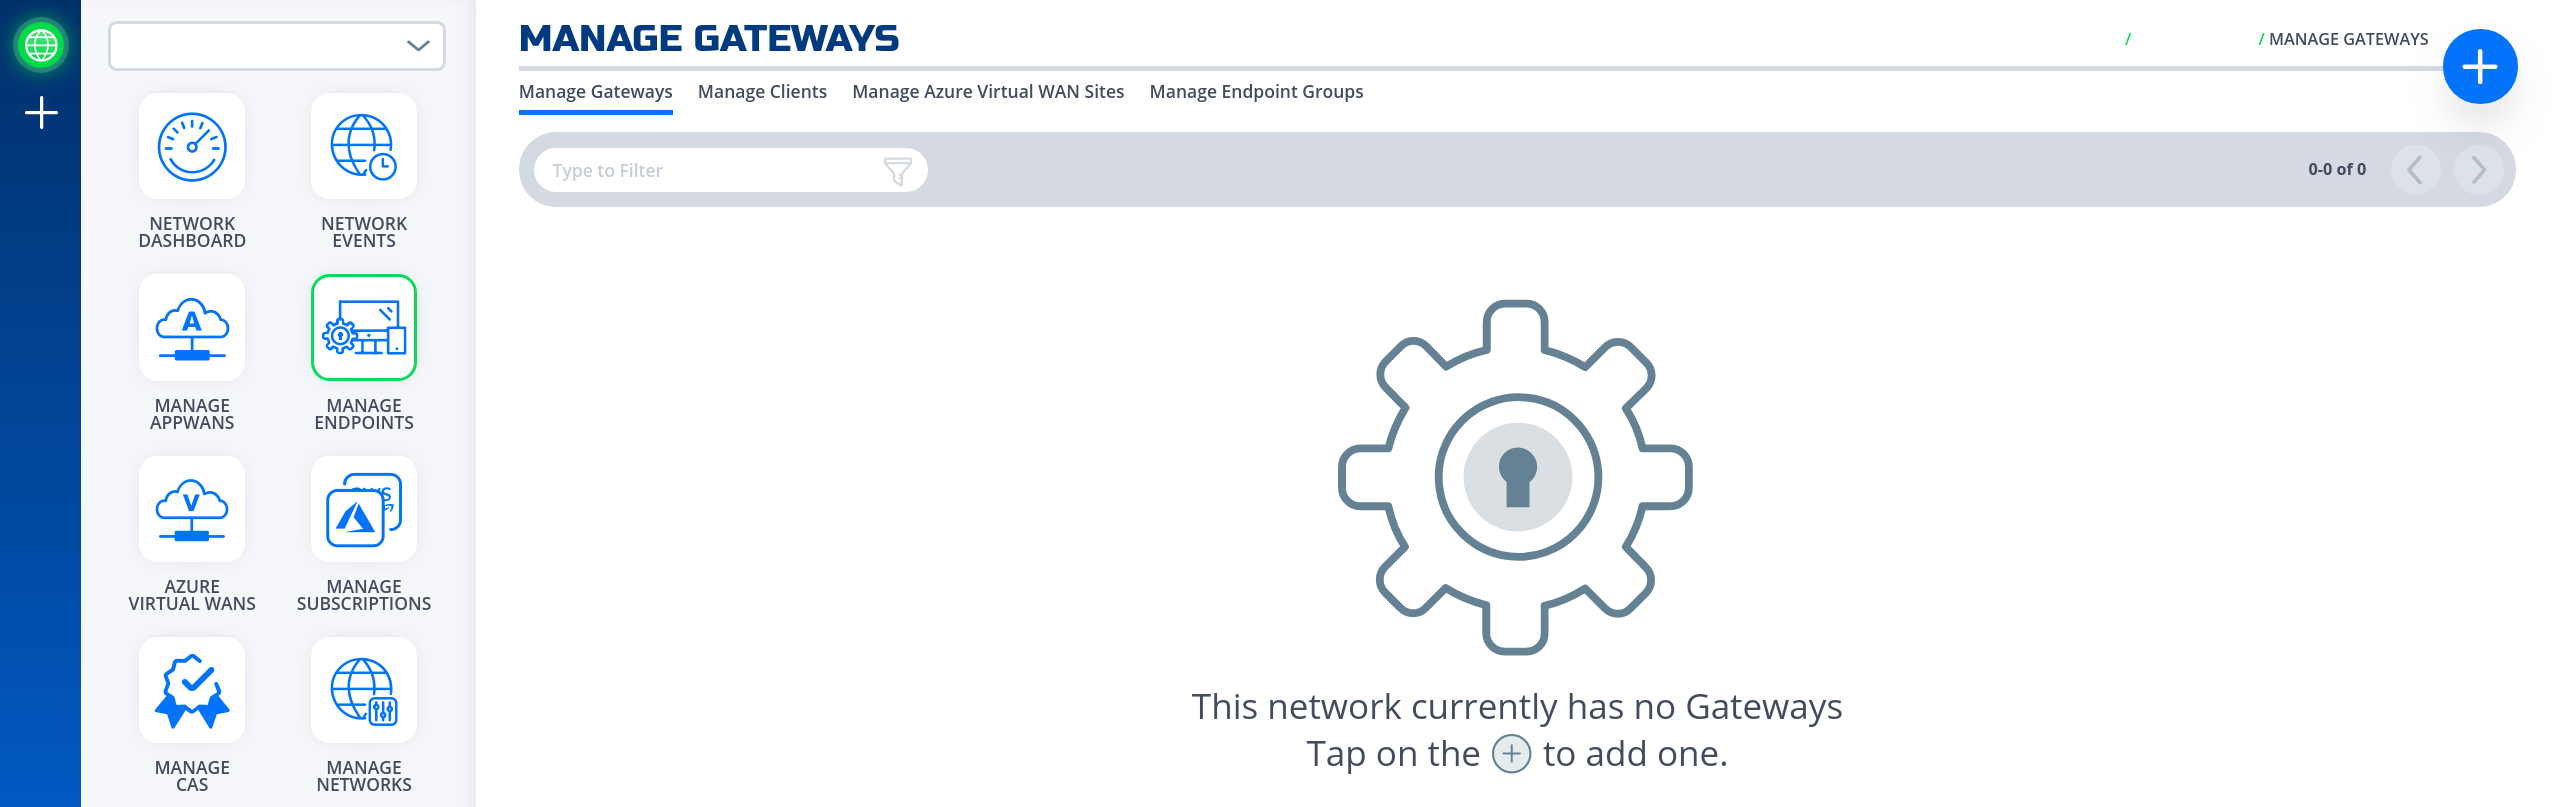 MANAGE GATEWAYS
/ / MANAGE GATEWAYS
Manage Gateways Manage Clients Manage Azure Virtual WAN Sites Manage Endpoint Groups
Type to Filter
0-0 of 0
NETWORK
DASHBOARD
NETWORK
EVENTS
A
MANAGE
APPWANS
MANAGE
ENDPOINTS
V
AZURE
VIRTUAL WANS
MANAGE
SUBSCRIPTIONS
MANAGE
CAS
MANAGE
NETWORKS
This network currently has no Gateways
Tap on the + to add one.